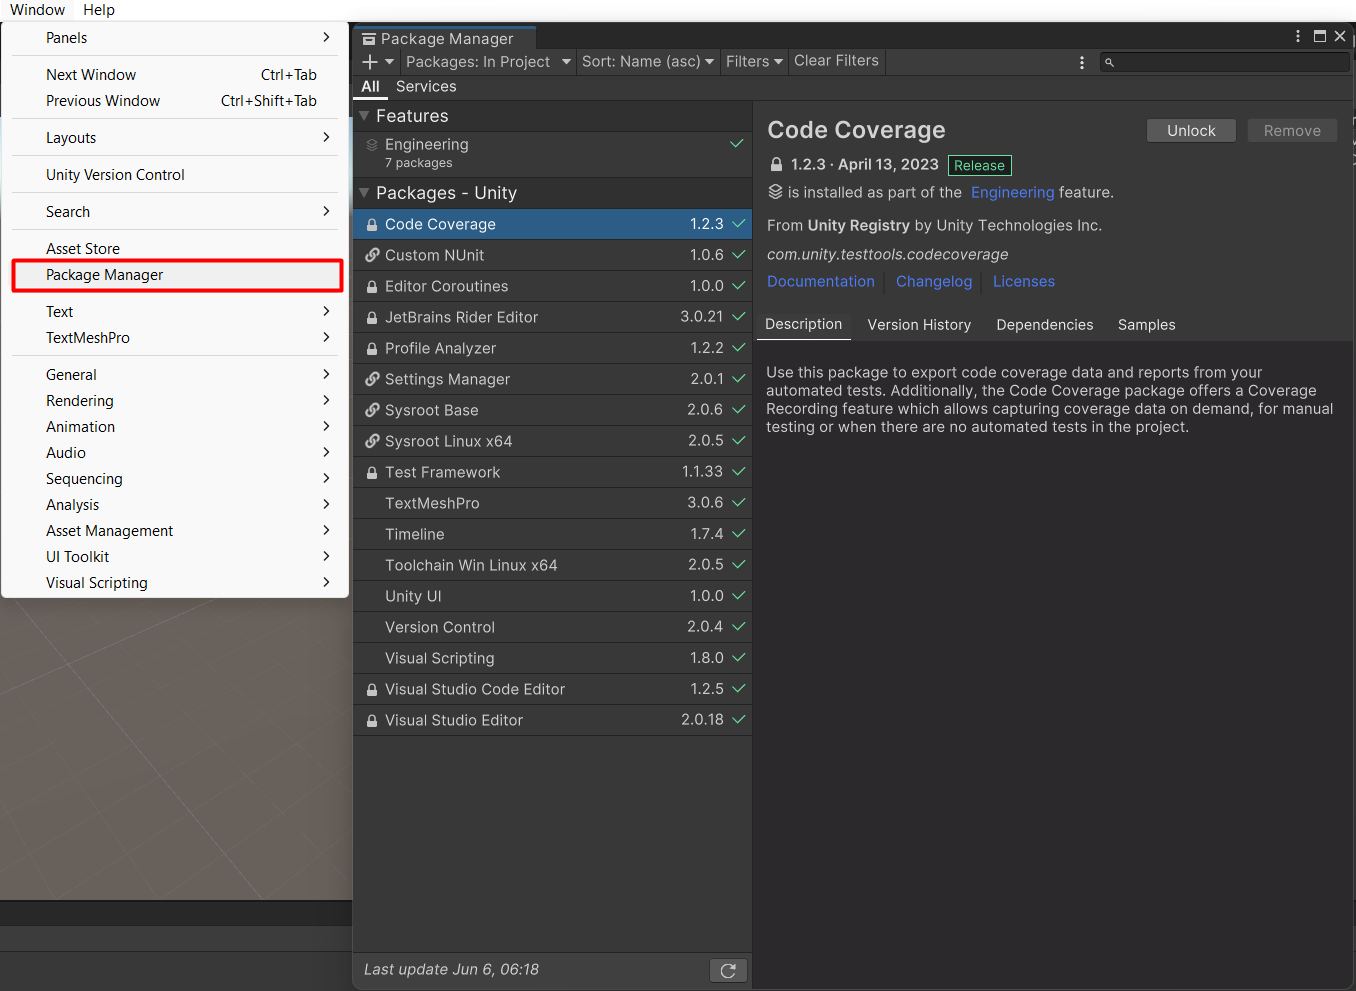 Window Help
Panels
Next Window Ctrl+Tab
Previous Window Ctrl+Shift+Tab
Layouts
Unity Version Control
Search
Asset Store
Package Manager
Text
TextMeshPro
General
Rendering
Animation
Audio
Sequencing
Analysis
Asset Management
UI Toolkit
Visual Scripting
Package Manager
Packages: In Project Sort: Name (asc) Filters Clear Filters
All Services
Features
Engineering
7 packages
Packages - Unity
Code Coverage 1.2.3
Custom NUnit 1.0.6
Editor Coroutines 1.0.0
JetBrains Rider Editor 3.0.21
Profile Analyzer 1.2.2
Settings Manager 2.0.1
Sysroot Base 2.0.6
Sysroot Linux x64 2.0.5
Test Framework 1.1.33
TextMeshPro 3.0.6
Timeline 1.7.4
Toolchain Win Linux x64 2.0.5
Unity UI 1.0.0
Version Control 2.0.4
Visual Scripting 1.8.0
Visual Studio Code Editor 1.2.5
Visual Studio Editor 2.0.18
Last update Jun 6, 06:18
Code Coverage Unlock Remove
1.2.3 · April 13, 2023 Release
is installed as part of the Engineering feature.
From Unity Registry by Unity Technologies Inc.
com.unity.testtools.codecoverage
Documentation Changelog Licenses
Description Version History Dependencies Samples
Use this package to export code coverage data and reports from your
automated tests. Additionally, the Code Coverage package offers a Coverage
Recording feature which allows capturing coverage data on demand, for manual
testing or when there are no automated tests in the project.